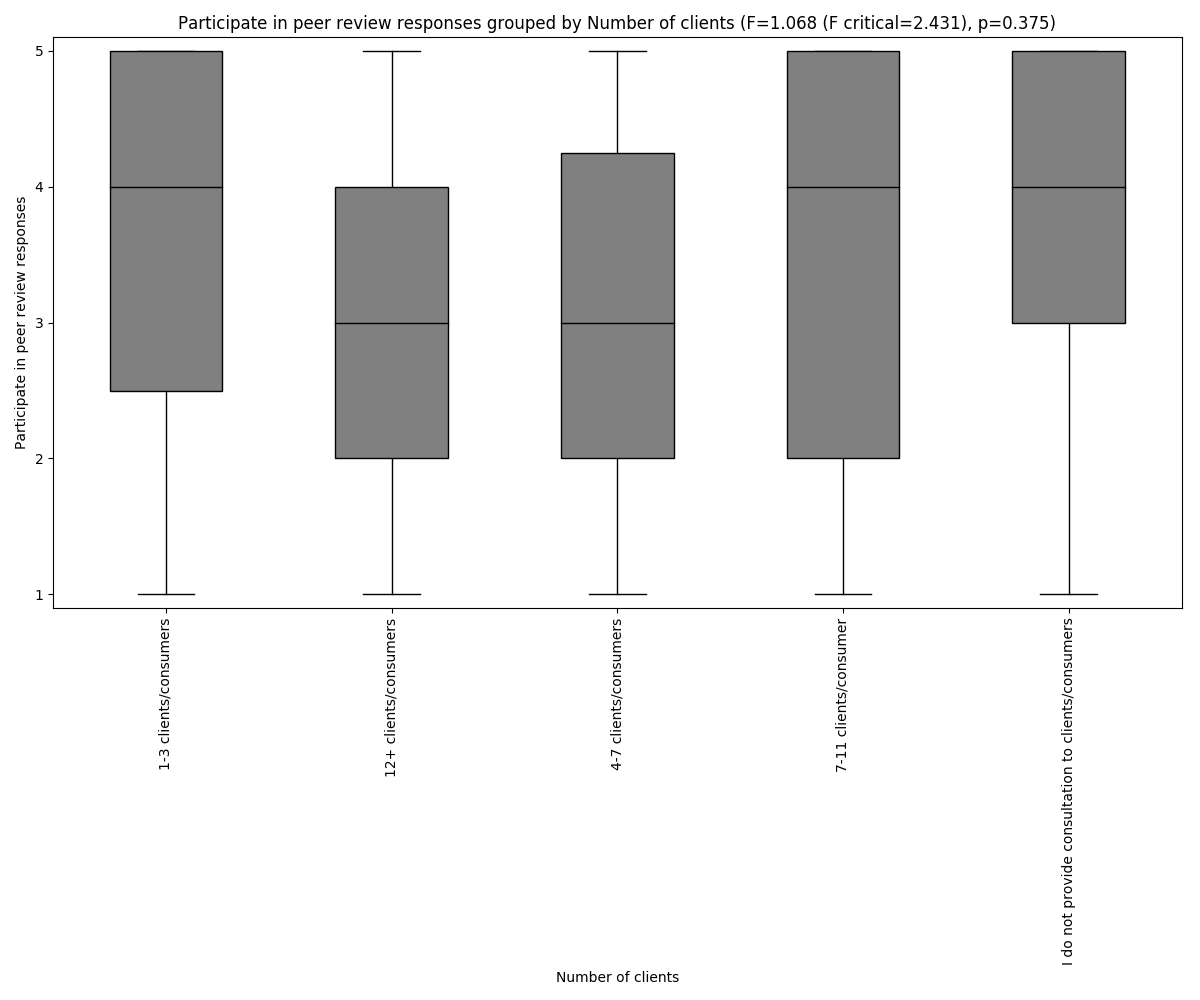 Participate in peer review responses grouped by Number of clients (F=1.068 (F critical=2.431), p=0.375)
Participate in peer review responses
5
4
3
2
1
1-3 clients/consumers
12+ clients/consumers
4-7 clients/consumers
7-11 clients/consumer
I do not provide consultation to clients/consumers
Number of clients